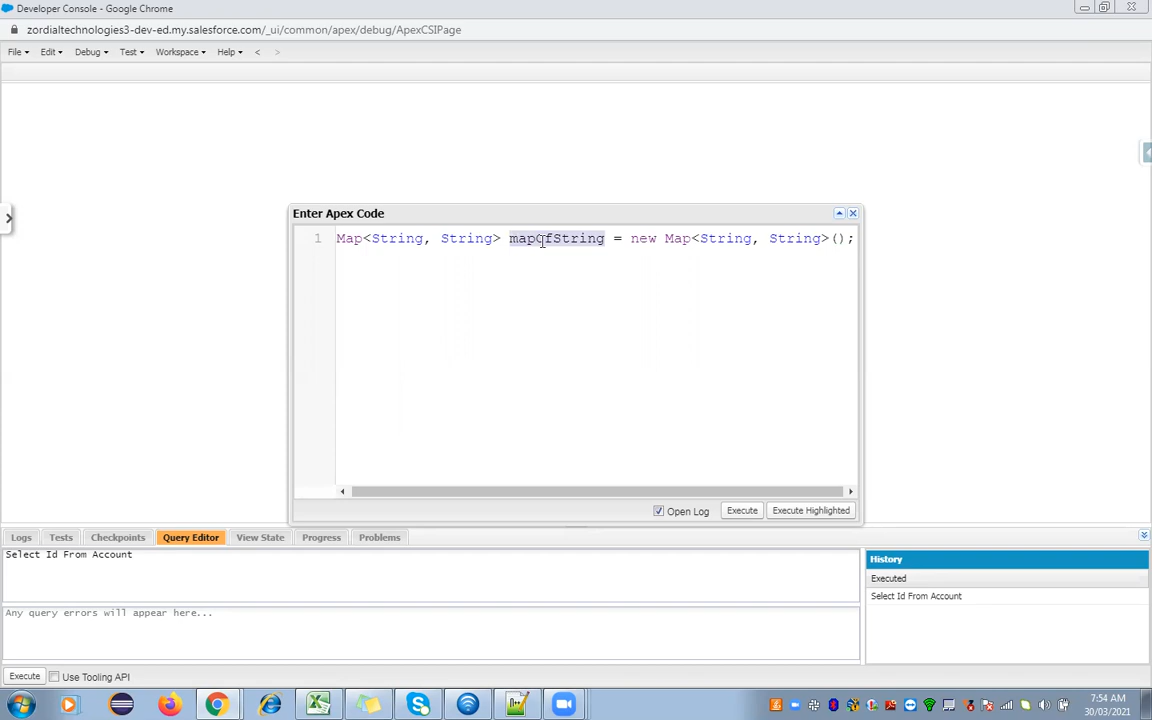 Developer Console - Google Chrome
zordialtechnologies3-dev-ed.my.salesforce.com/_ui/common/apex/debug/ApexCSIPage
File Edit Debug Test Workspace Help < >
Enter Apex Code
1 Map<String, String> mapOfString = new Map<String, String>();
Open Log Execute Execute Highlighted
Logs Tests Checkpoints Query Editor View State Progress Problems
Select Id From Account
History
Executed
Select Id From Account
Any query errors will appear here...
Execute Use Tooling API
7:54 AM
30/03/2021